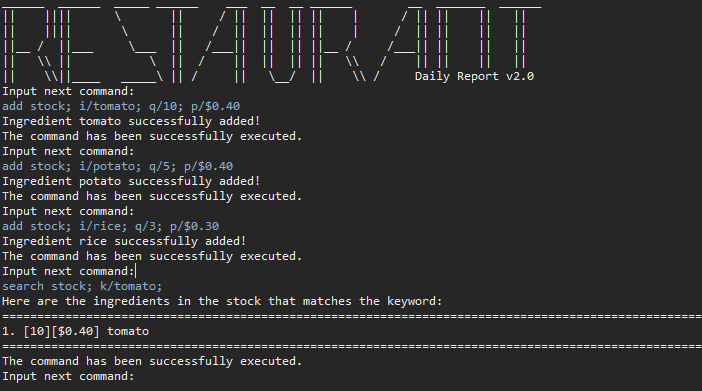 RESTAURANT
Daily Report v2.0
Input next command:
add stock; i/tomato; q/10; p/$0.40
Ingredient tomato successfully added!
The command has been successfully executed.
Input next command:
add stock; i/potato; q/5; p/$0.40
Ingredient potato successfully added!
The command has been successfully executed.
Input next command:
add stock; i/rice; q/3; p/$0.30
Ingredient rice successfully added!
The command has been successfully executed.
Input next command:
search stock; k/tomato;
Here are the ingredients in the stock that matches the keyword:
1. [10][$0.40] tomato
The command has been successfully executed.
Input next command: